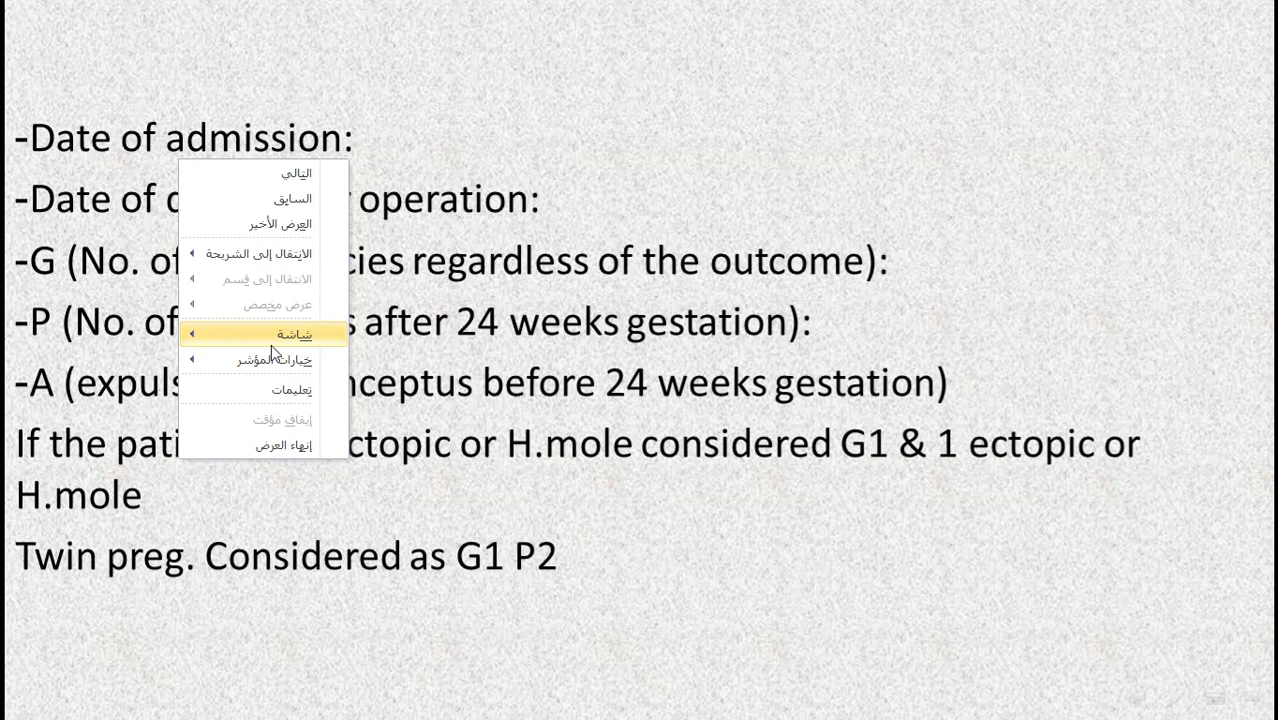 -Date of admission:
-Date of operation:
-G (No. of cies regardless of the outcome):
-P (No. of s after 24 weeks gestation):
-A (expuls nceptus before 24 weeks gestation)
If the pati ctopic or H.mole considered G1 & 1 ectopic or
H.mole
Twin preg. Considered as G1 P2
التالي
السابق
العرض الأخير
الانتقال إلى الشريحة
الانتقال إلى قسم
عرض مخصص
شاشة
خيارات المؤشر
تعليمات
إيقاف مؤقت
إنهاء العرض